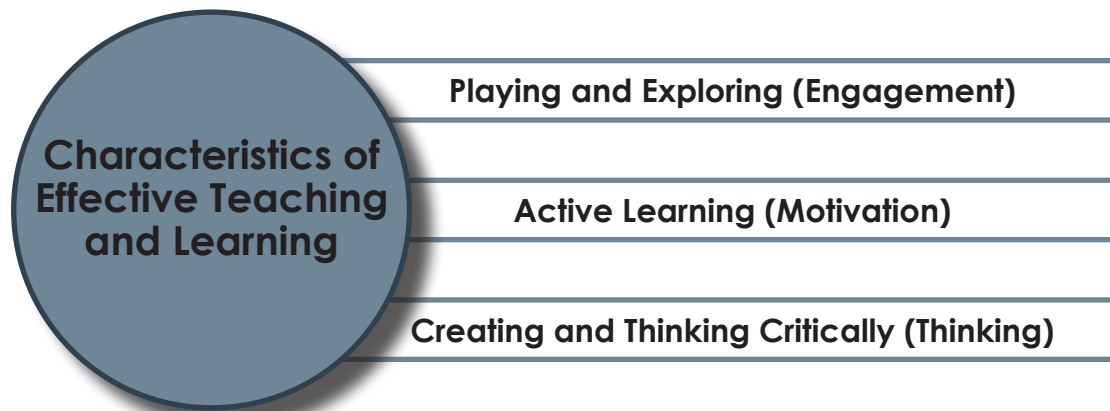 Characteristics of
Effective Teaching
and Learning
Playing and Exploring (Engagement)
Active Learning (Motivation)
Creating and Thinking Critically (Thinking)